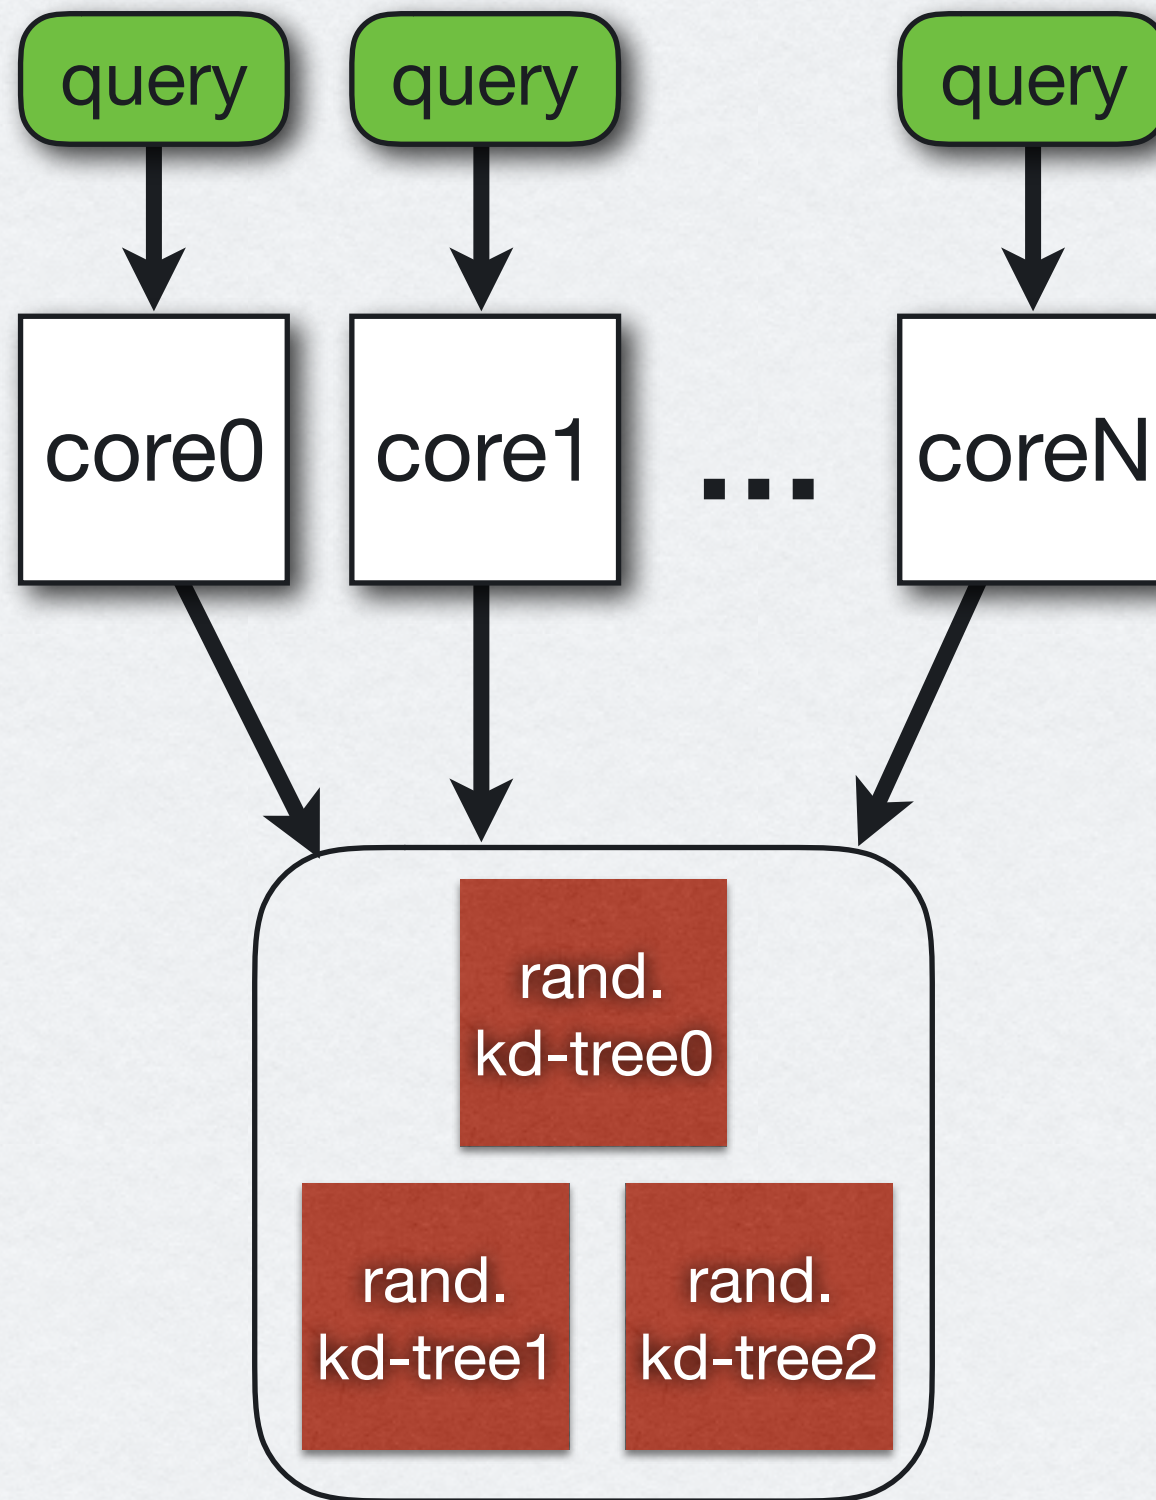 query
query
query
core0
core1
...
coreN
rand.
kd-tree0
rand.
kd-tree1
rand.
kd-tree2